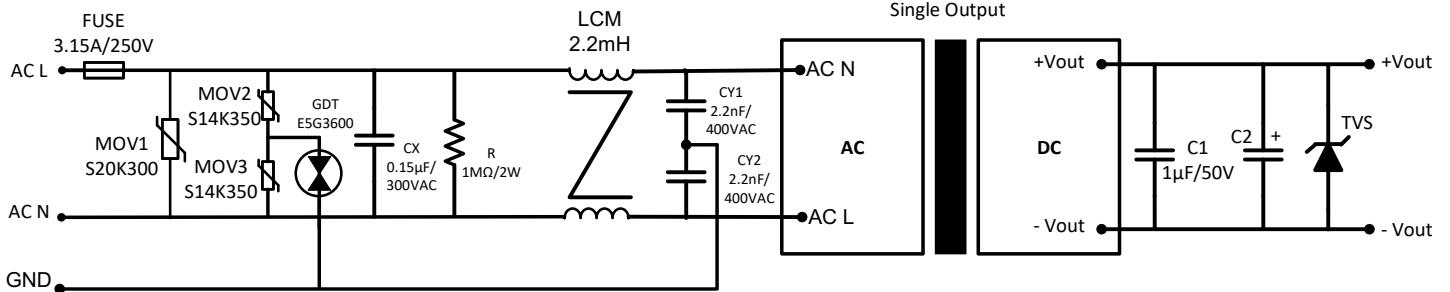 Single Output
FUSE
3.15A/250V
LCM
2.2mH
AC L
MOV1
S20K300
MOV2
S14K350
MOV3
S14K350
GDT
E5G3600
CX
0.15µF/
300VAC
R
1MΩ/2W
CY1
2.2nF/
400VAC
CY2
2.2nF/
400VAC
AC N
AC L
AC
DC
+Vout
- Vout
C1
1µF/50V
C2
+
TVS
+Vout
- Vout
AC N
GND